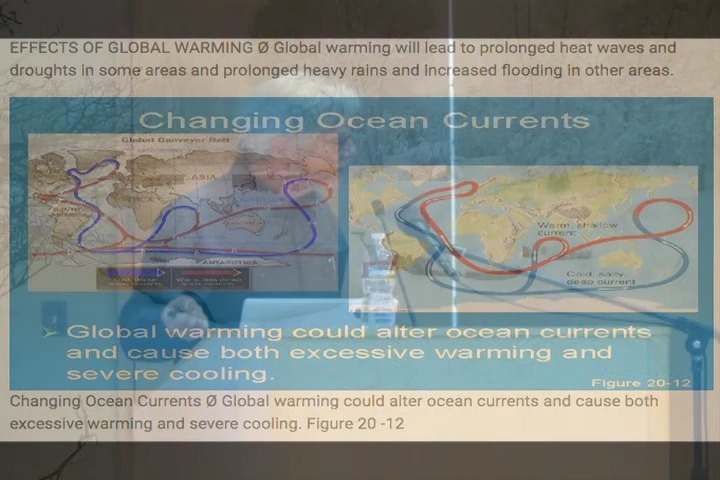 EFFECTS OF GLOBAL WARMING Ø Global warming will lead to prolonged heat waves and
droughts in some areas and prolonged heavy rains and increased flooding in other areas.
Changing Ocean Currents
Global Conveyor Belt
ASIA
ANTARCTICA
Warm, shallow
current
Cold, salty,
deep current
➢ Global warming could alter ocean currents
and cause both excessive warming and
severe cooling.
Figure 20-12
Changing Ocean Currents Ø Global warming could alter ocean currents and cause both
excessive warming and severe cooling. Figure 20 -12